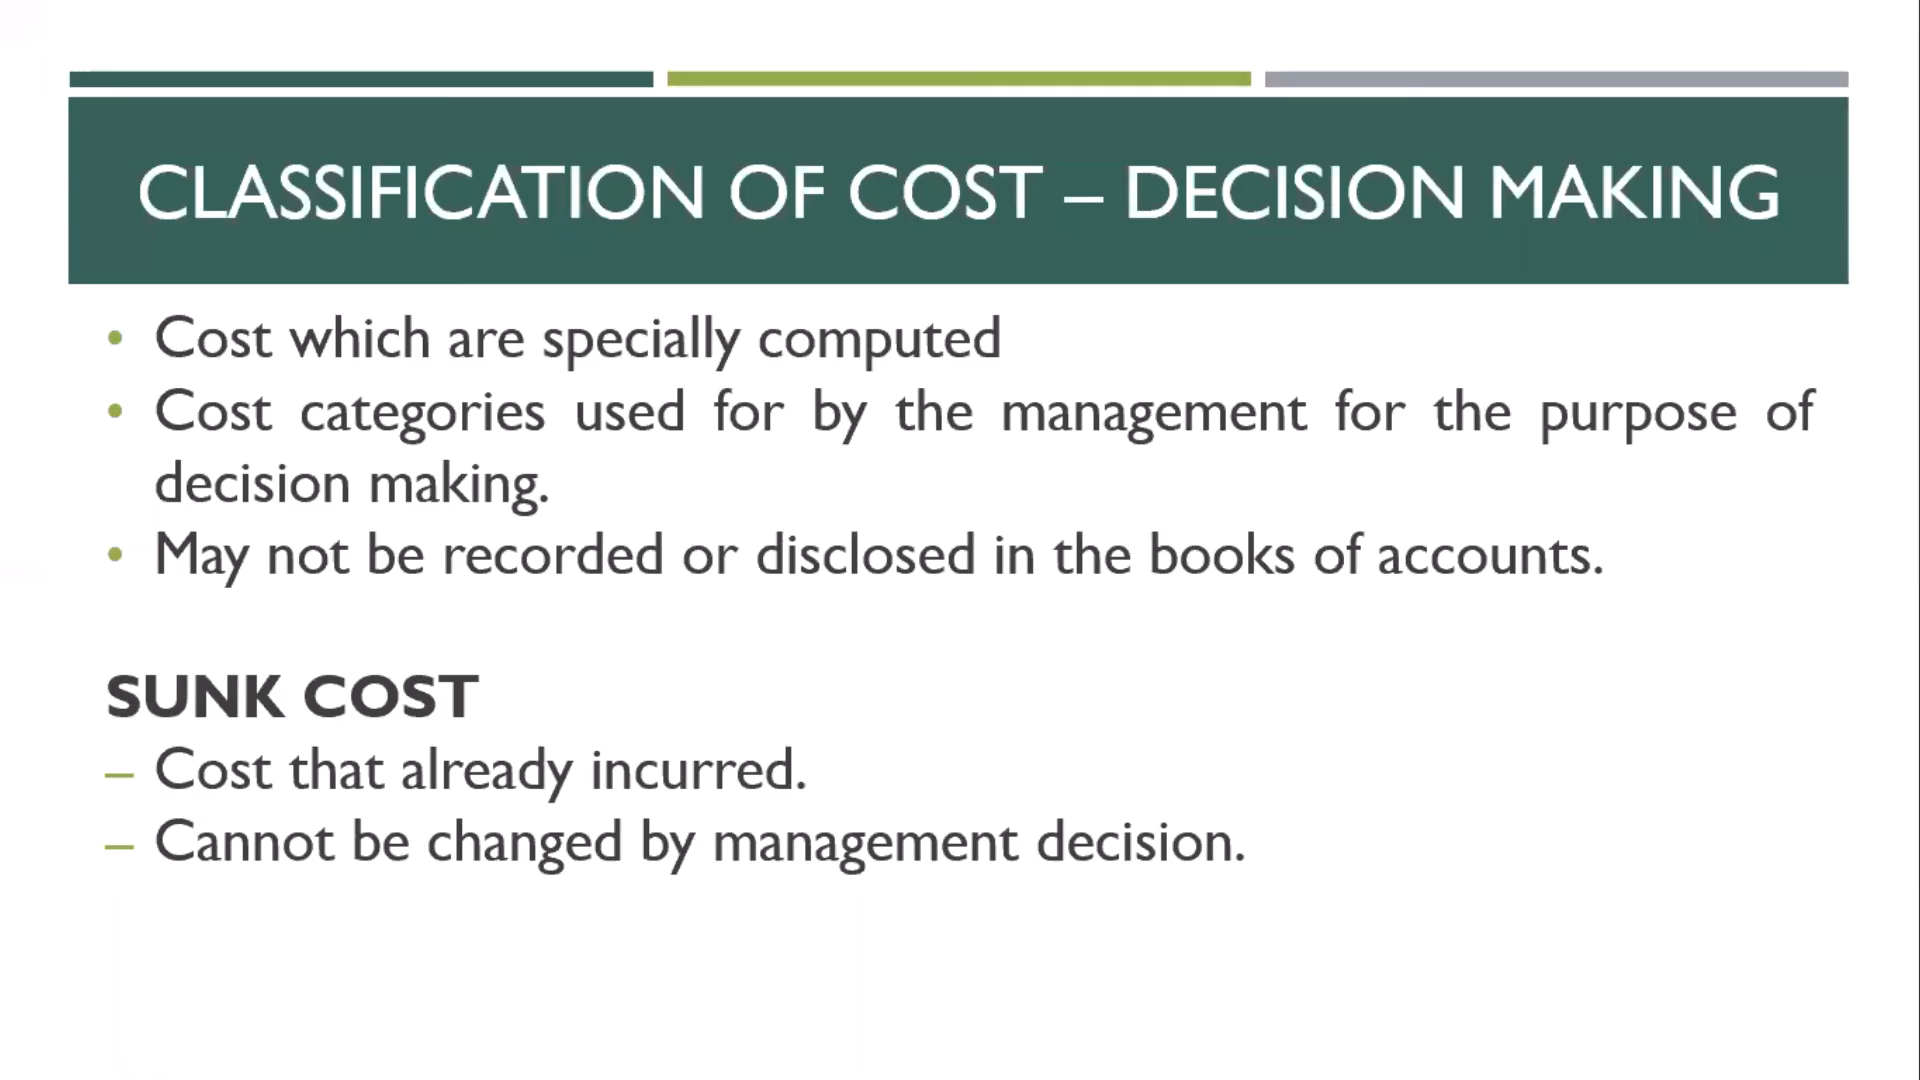 CLASSIFICATION OF COST – DECISION MAKING
• Cost which are specially computed
• Cost categories used for by the management for the purpose of
decision making.
• May not be recorded or disclosed in the books of accounts.
SUNK COST
– Cost that already incurred.
– Cannot be changed by management decision.